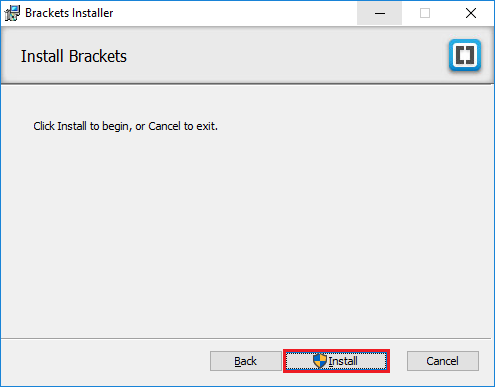 Brackets Installer
Install Brackets
Click Install to begin, or Cancel to exit.
Back
Install
Cancel